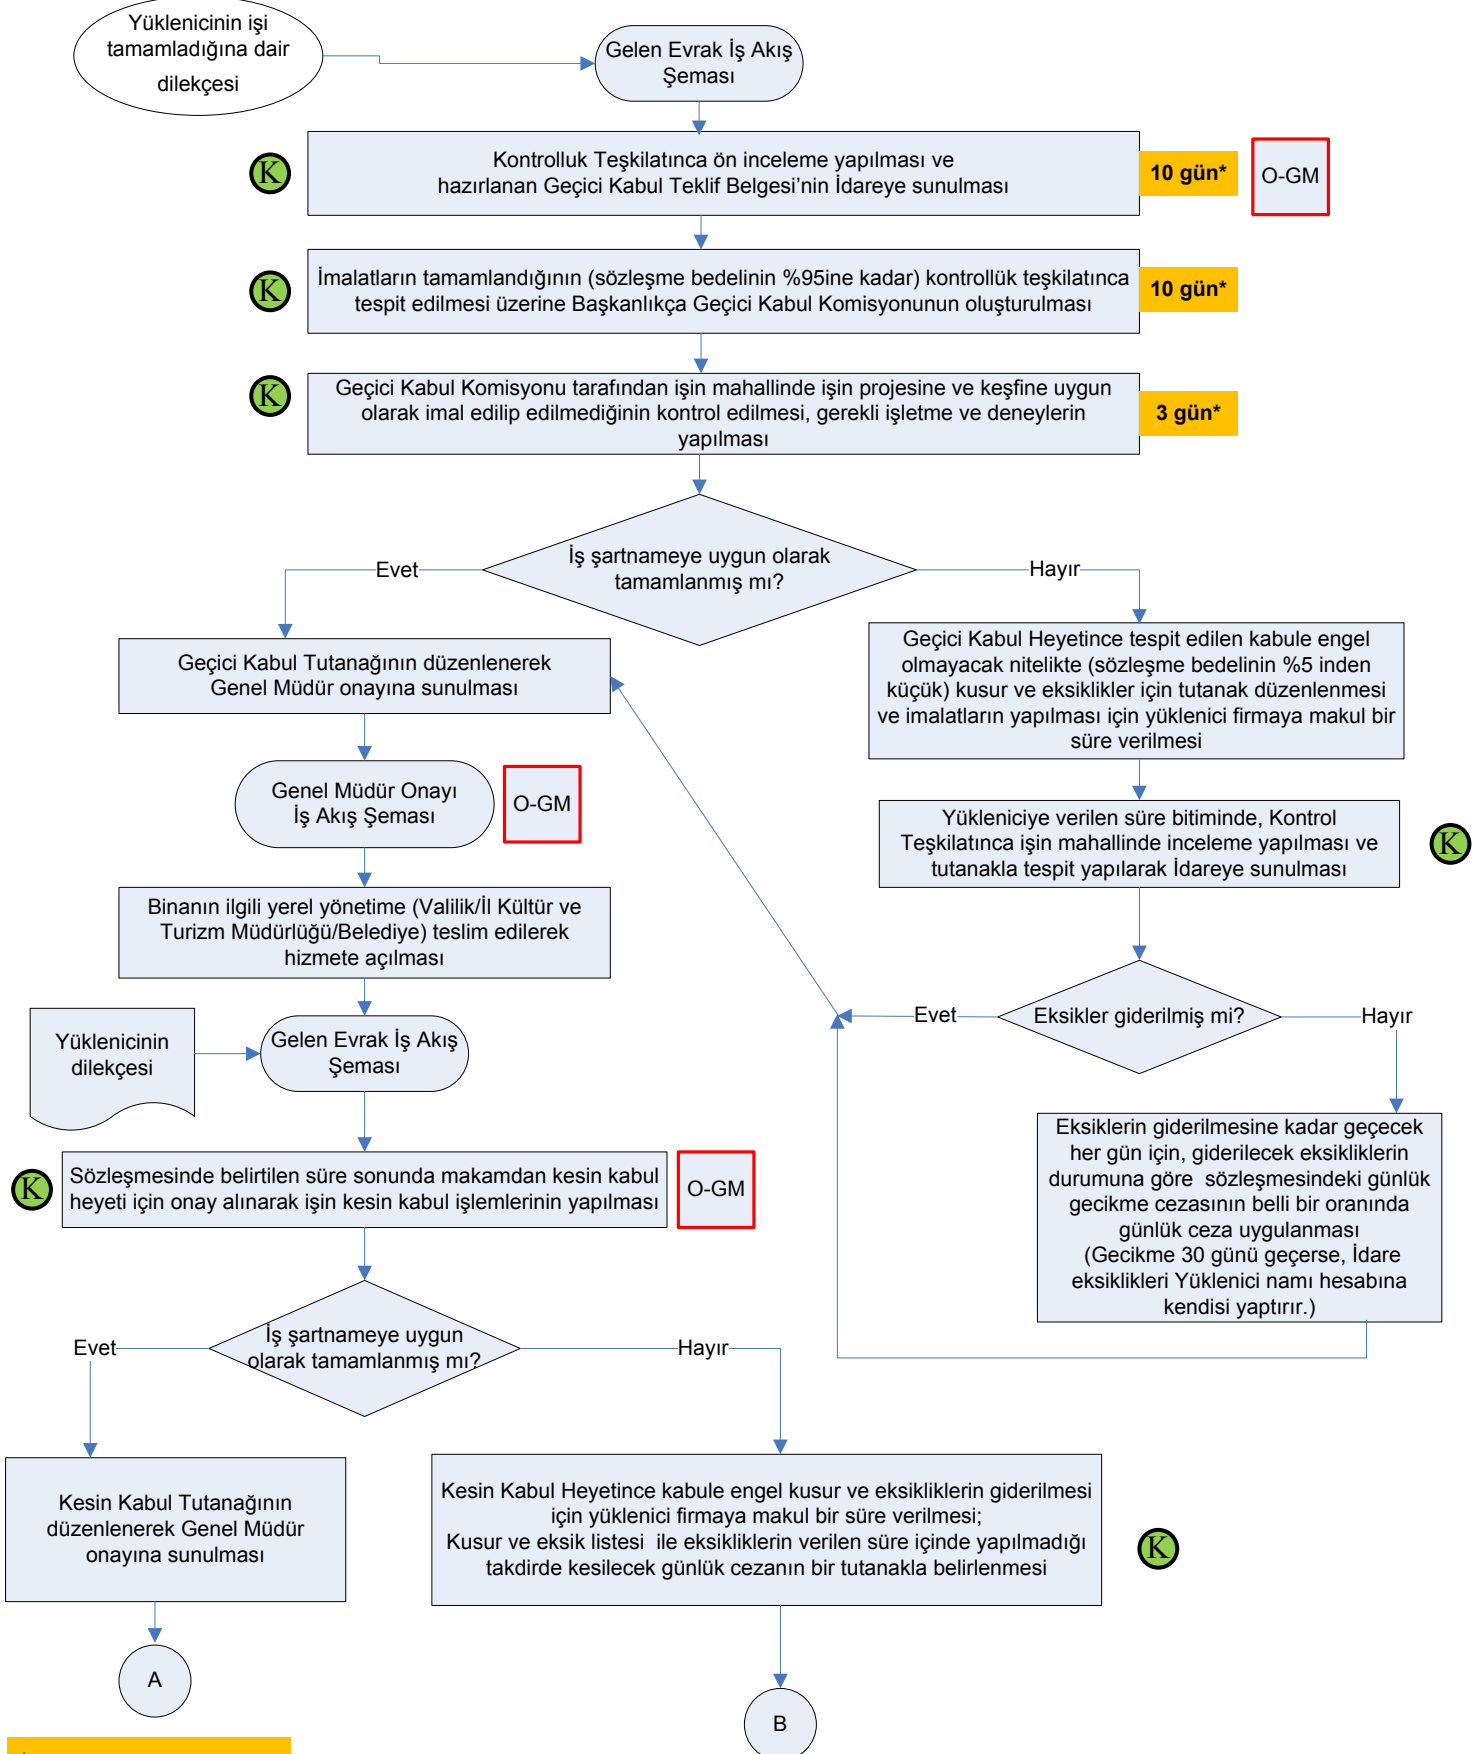 Yüklenicinin işi
tamamladığına dair
dilekçesi
Gelen Evrak İş Akış
Şeması
K
Kontrolluk Teşkilatınca ön inceleme yapılması ve
hazırlanan Geçici Kabul Teklif Belgesi’nin İdareye sunulması
10 gün*
O-GM
K
İmalatların tamamlandığının (sözleşme bedelinin %95ine kadar) kontrollük teşkilatınca
tespit edilmesi üzerine Başkanlıkça Geçici Kabul Komisyonunun oluşturulması
10 gün*
K
Geçici Kabul Komisyonu tarafından işin mahallinde işin projesine ve keşfine uygun
olarak imal edilip edilmediğinin kontrol edilmesi, gerekli işletme ve deneylerin
yapılması
3 gün*
İş şartnameye uygun olarak
tamamlanmış mı?
Evet
Hayır
Geçici Kabul Tutanağının düzenlenerek
Genel Müdür onayına sunulması
Geçici Kabul Heyetince tespit edilen kabule engel
olmayacak nitelikte (sözleşme bedelinin %5 inden
küçük) kusur ve eksiklikler için tutanak düzenlenmesi
ve imalatların yapılması için yüklenici firmaya makul bir
süre verilmesi
Genel Müdür Onayı
İş Akış Şeması
O-GM
Yükleniciye verilen süre bitiminde, Kontrol
Teşkilatınca işin mahallinde inceleme yapılması ve
tutanakla tespit yapılarak İdareye sunulması
K
Binanın ilgili yerel yönetime (Valilik/İl Kültür ve
Turizm Müdürlüğü/Belediye) teslim edilerek
hizmete açılması
Eksikler giderilmiş mi?
Evet
Hayır
Yüklenicinin
dilekçesi
Gelen Evrak İş Akış
Şeması
Eksiklerin giderilmesine kadar geçecek
her gün için, giderilecek eksikliklerin
durumuna göre  sözleşmesindeki günlük
gecikme cezasının belli bir oranında
günlük ceza uygulanması
(Gecikme 30 günü geçerse, İdare
eksiklikleri Yüklenici namı hesabına
kendisi yaptırır.)
K
Sözleşmesinde belirtilen süre sonunda makamdan kesin kabul
heyeti için onay alınarak işin kesin kabul işlemlerinin yapılması
O-GM
İş şartnameye uygun
olarak tamamlanmış mı?
Evet
Hayır
Kesin Kabul Tutanağının
düzenlenerek Genel Müdür
onayına sunulması
Kesin Kabul Heyetince kabule engel kusur ve eksikliklerin giderilmesi
için yüklenici firmaya makul bir süre verilmesi;
Kusur ve eksik listesi  ile eksikliklerin verilen süre içinde yapılmadığı
takdirde kesilecek günlük cezanın bir tutanakla belirlenmesi
K
A
B